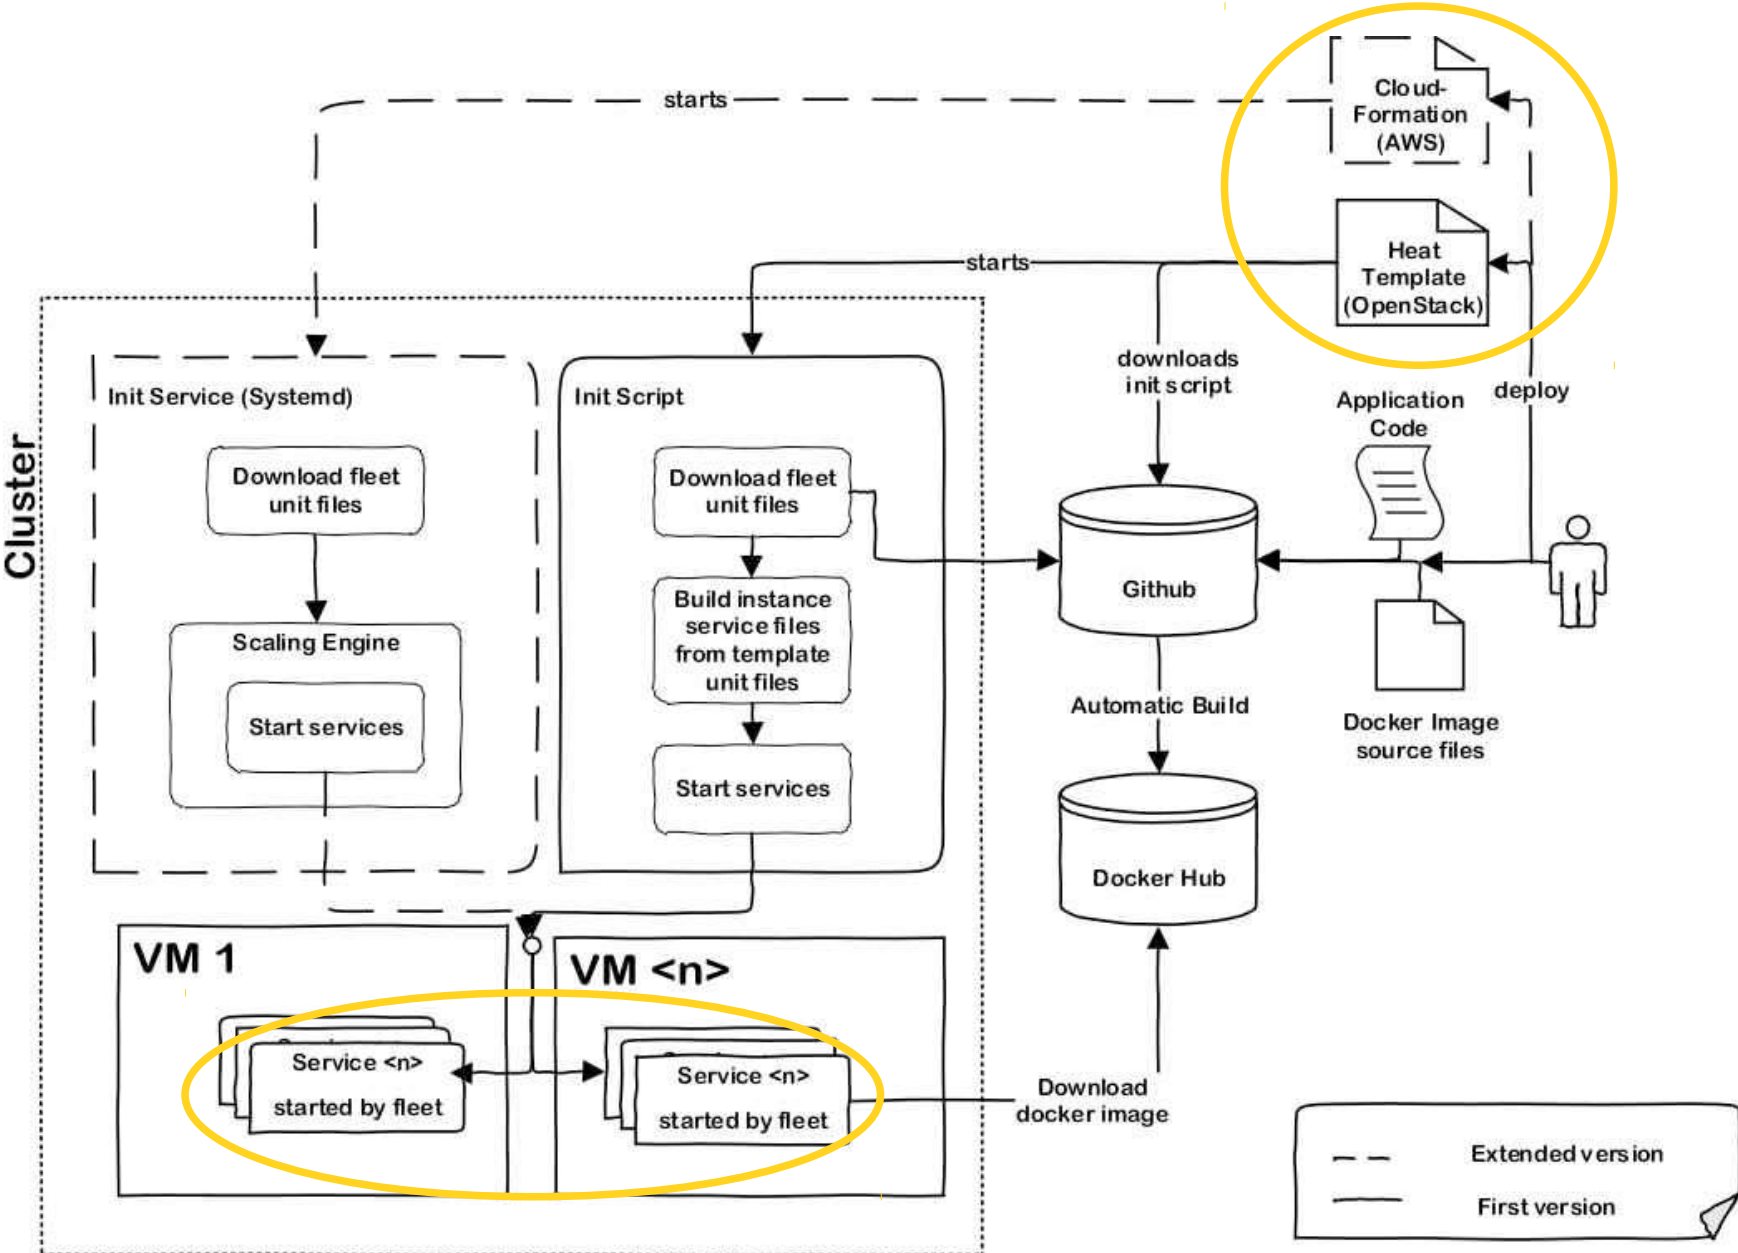 Cloud-
Formation
(AWS)
starts
Heat
Template
(OpenStack)
starts
downloads
init script
deploy
Application
Code
Cluster
Init Service (Systemd)
Download fleet
unit files
Scaling Engine
Start services
Init Script
Download fleet
unit files
Build instance
service files
from template
unit files
Start services
Github
Automatic Build
Docker Image
source files
Docker Hub
VM 1
Service <n>
started by fleet
VM <n>
Service <n>
started by fleet
Download
docker image
Extended version
First version